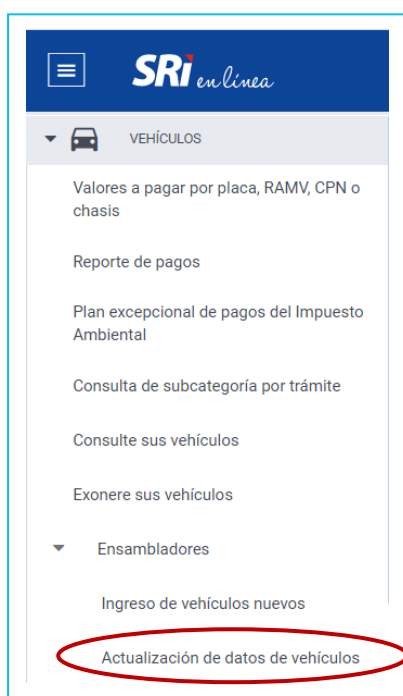 SRi en línea
VEHÍCULOS
Valores a pagar por placa, RAMV, CPN o
chasis
Reporte de pagos
Plan excepcional de pagos del Impuesto
Ambiental
Consulta de subcategoría por trámite
Consulte sus vehículos
Exonere sus vehículos
Ensambladores
Ingreso de vehículos nuevos
Actualización de datos de vehículos